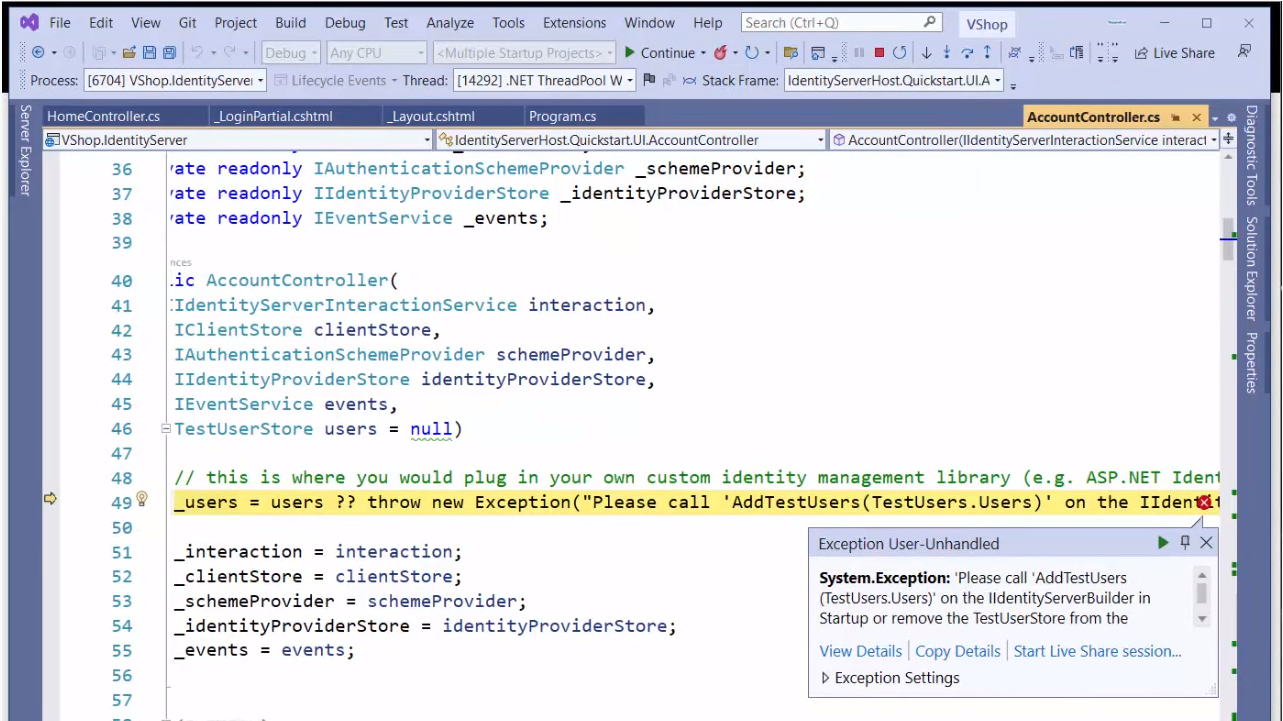 File Edit View Git Project Build Debug Test Analyze Tools Extensions Window Help Search (Ctrl+Q) VShop
Debug Any CPU <Multiple Startup Projects> Continue Live Share
Process: [6704] VShop.IdentityServer Lifecycle Events Thread: [14292] .NET ThreadPool W Stack Frame: IdentityServerHost.Quickstart.UI.A
HomeController.cs _LoginPartial.cshtml _Layout.cshtml Program.cs AccountController.cs
VShop.IdentityServer IdentityServerHost.Quickstart.UI.AccountController AccountController(IIdentityServerInteractionService interact
Server Explorer
36 vate readonly IAuthenticationSchemeProvider _schemeProvider;
37 vate readonly IIdentityProviderStore _identityProviderStore;
38 vate readonly IEventService _events;
39
nces
40 lic AccountController(
41 IIdentityServerInteractionService interaction,
42 IClientStore clientStore,
43 IAuthenticationSchemeProvider schemeProvider,
44 IIdentityProviderStore identityProviderStore,
45 IEventService events,
46 TestUserStore users = null)
47
48 // this is where you would plug in your own custom identity management library (e.g. ASP.NET Ident
49 _users = users ?? throw new Exception("Please call 'AddTestUsers(TestUsers.Users)' on the IIdentit
50
51 _interaction = interaction;
52 _clientStore = clientStore;
53 _schemeProvider = schemeProvider;
54 _identityProviderStore = identityProviderStore;
55 _events = events;
56
57
Exception User-Unhandled
System.Exception: 'Please call 'AddTestUsers
(TestUsers.Users)' on the IIdentityServerBuilder in
Startup or remove the TestUserStore from the
View Details Copy Details Start Live Share session...
Exception Settings
Diagnostic Tools
Solution Explorer
Properties